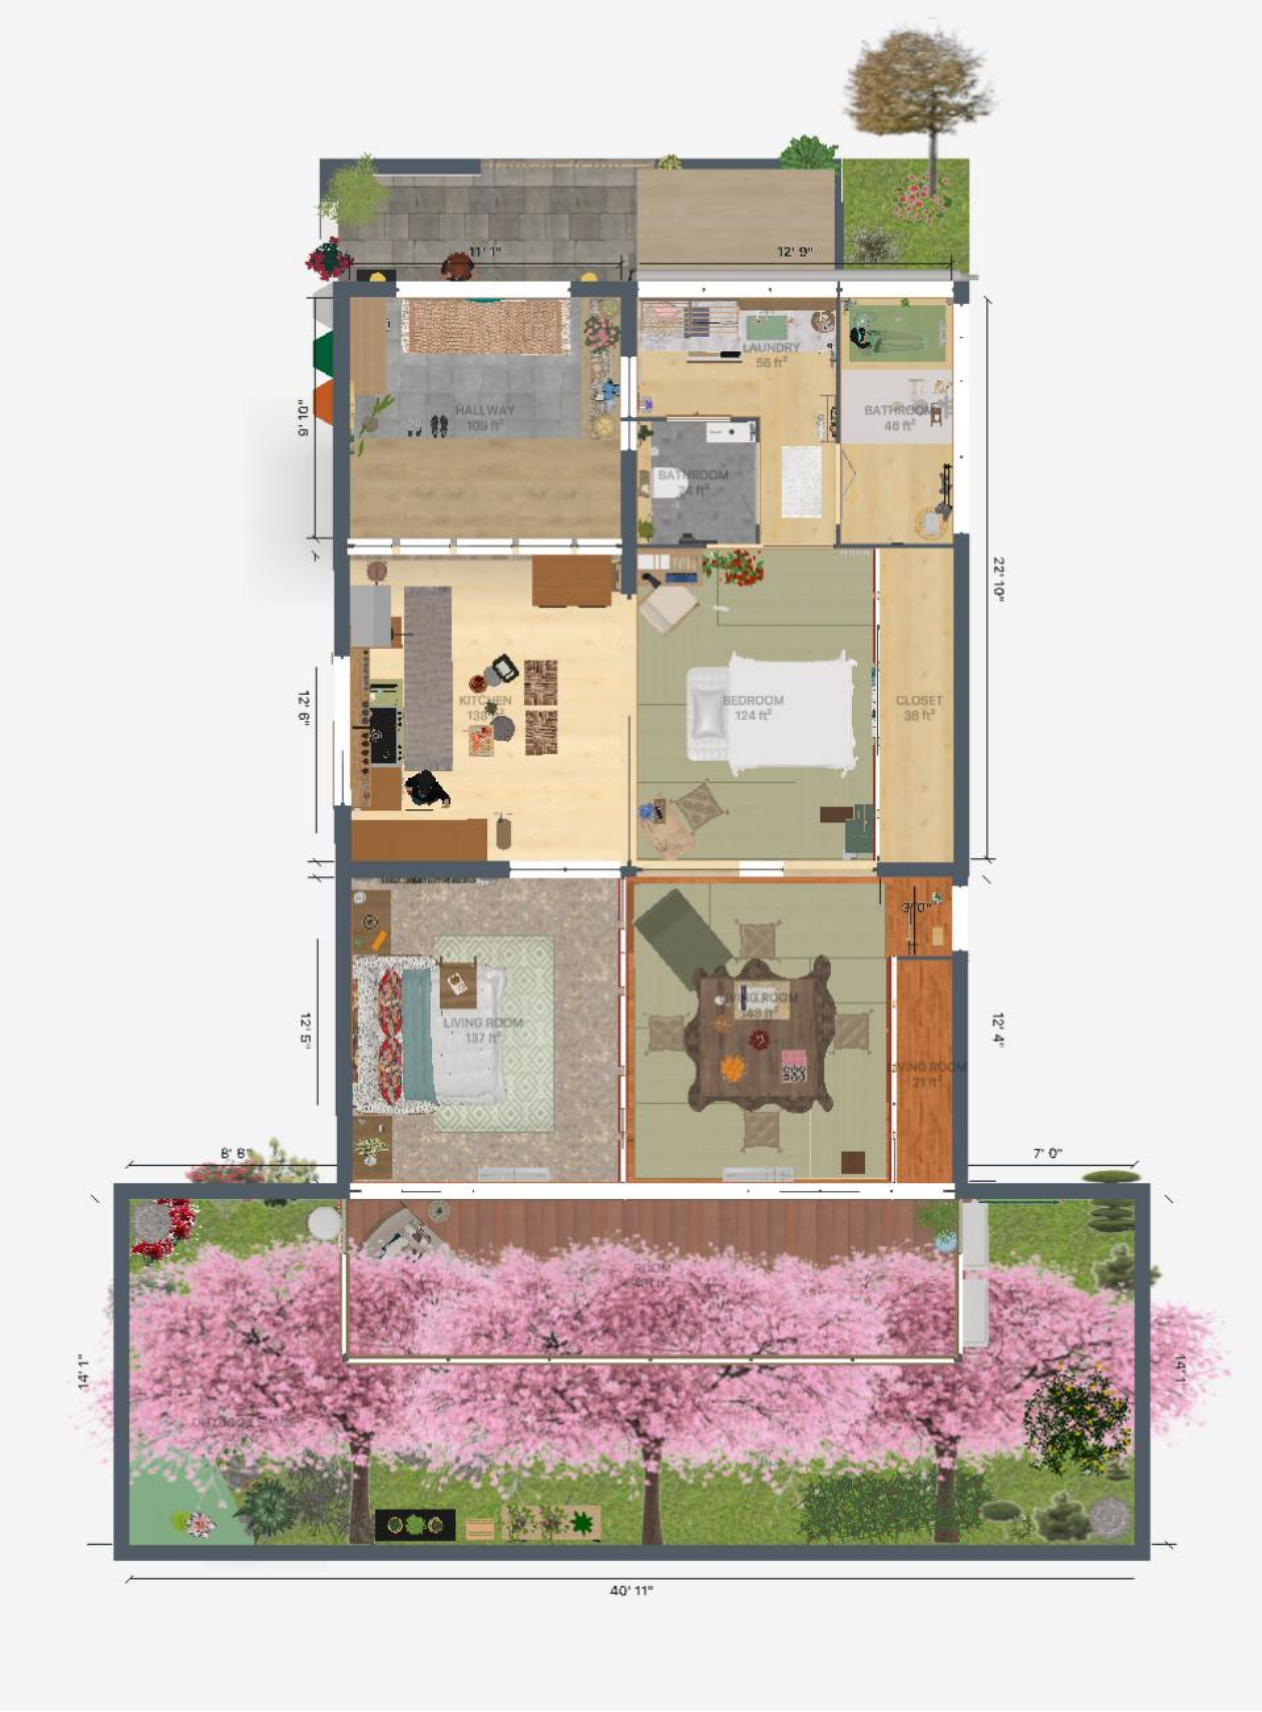 11' 1"
12' 9"
LAUNDRY
56 ft²
HALLWAY
109 ft²
9' 10"
BATHROOM
46 ft²
BATHROOM
22' 10"
12' 6"
KITCHEN
BEDROOM
124 ft²
CLOSET
38 ft²
LIVING ROOM
137 ft²
12' 5"
12' 4"
21 ft²
8' 8"
7' 0"
14' 1"
14' 1"
40' 11"